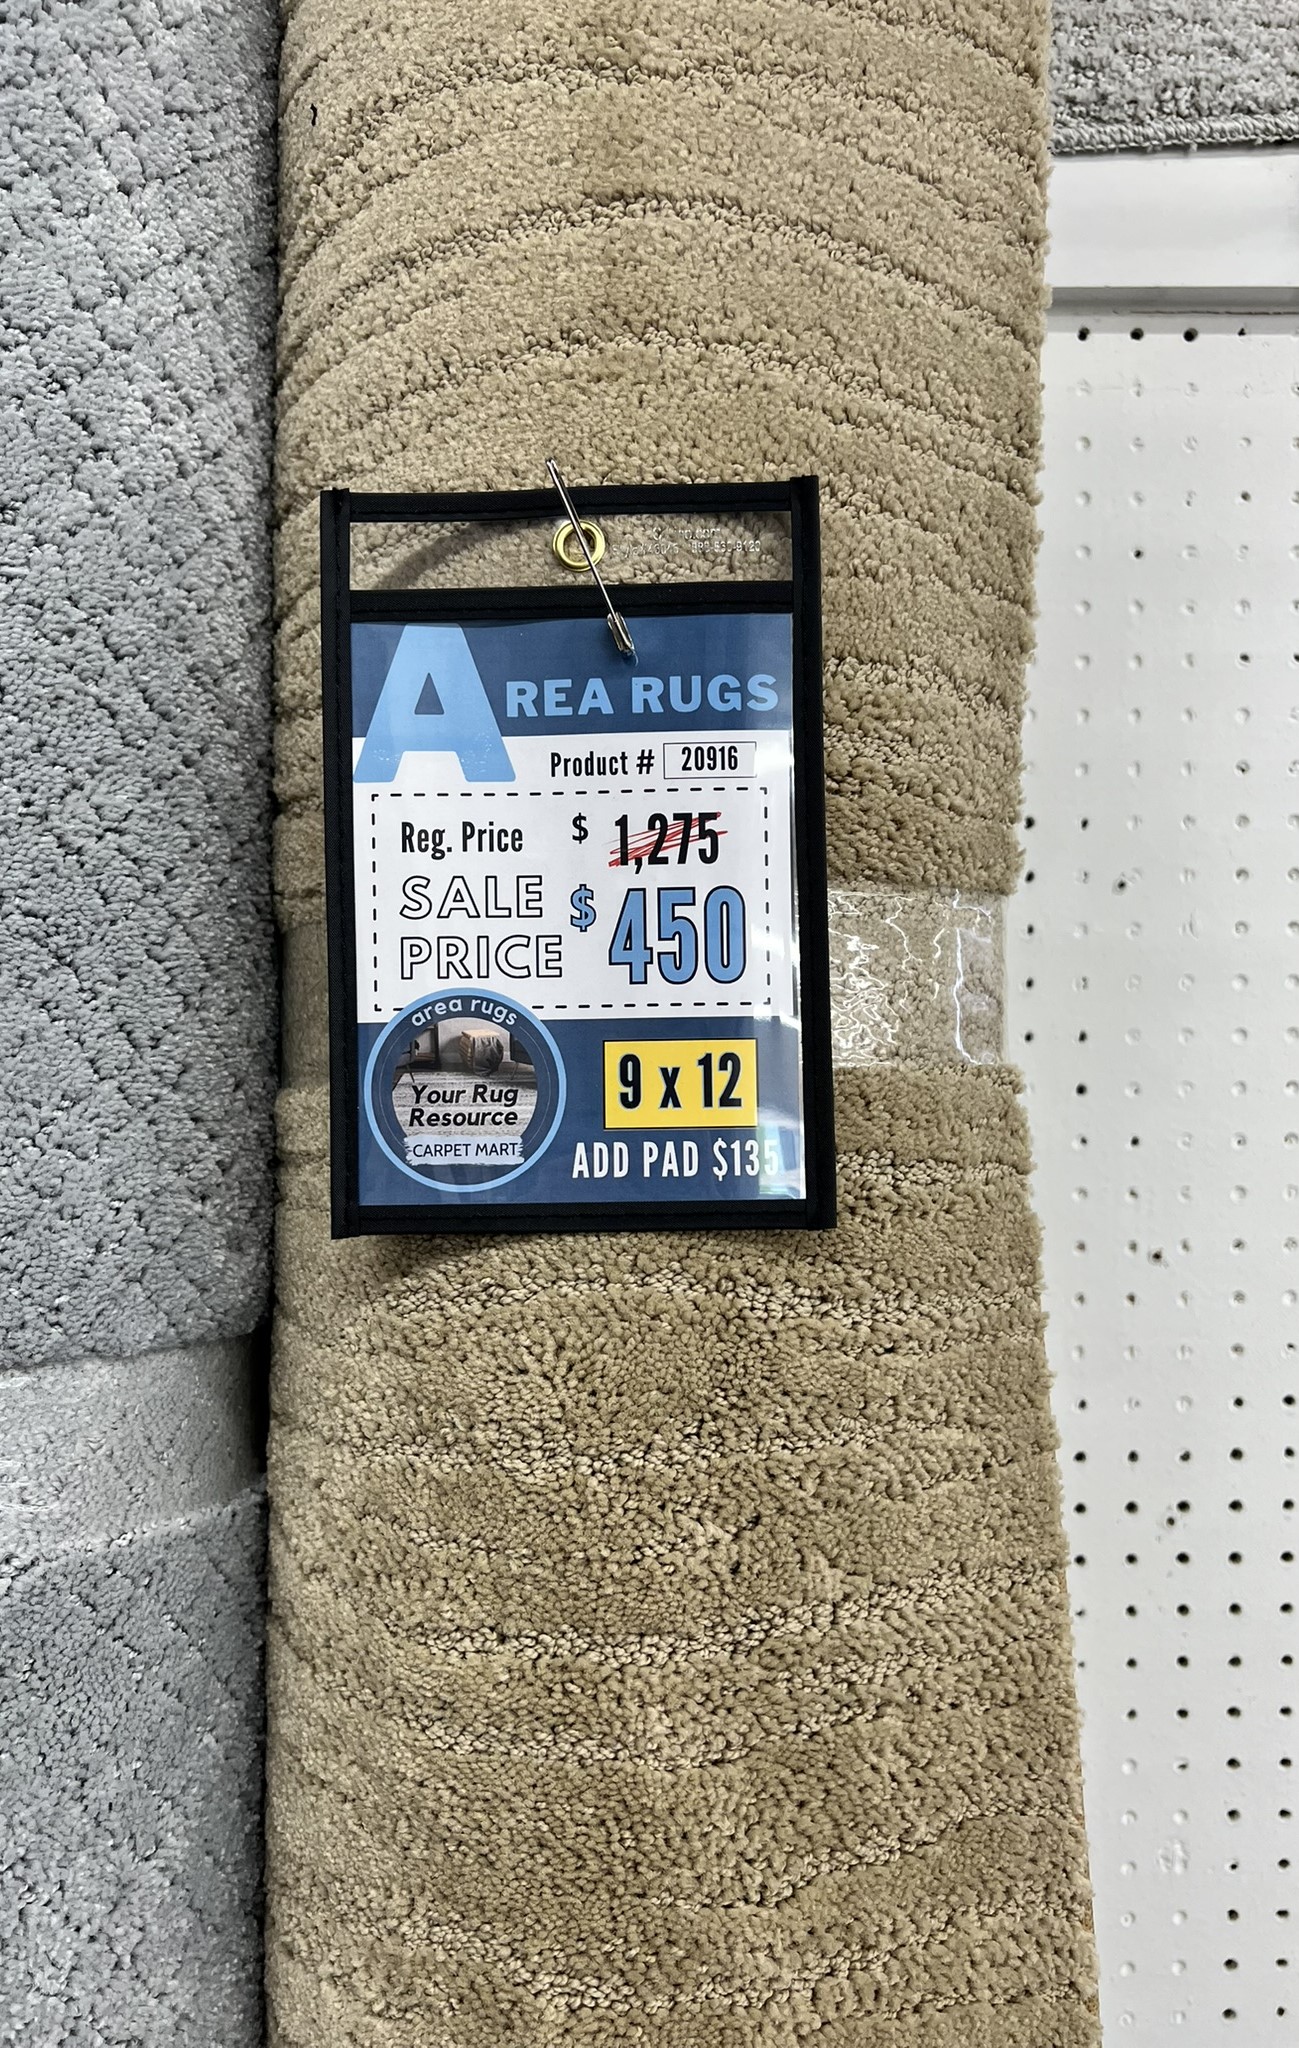 AREA RUGS
Product # 20916
Reg. Price $ 1,275
SALE PRICE $ 450
area rugs
Your Rug
Resource
CARPET MART
9 x 12
ADD PAD $135